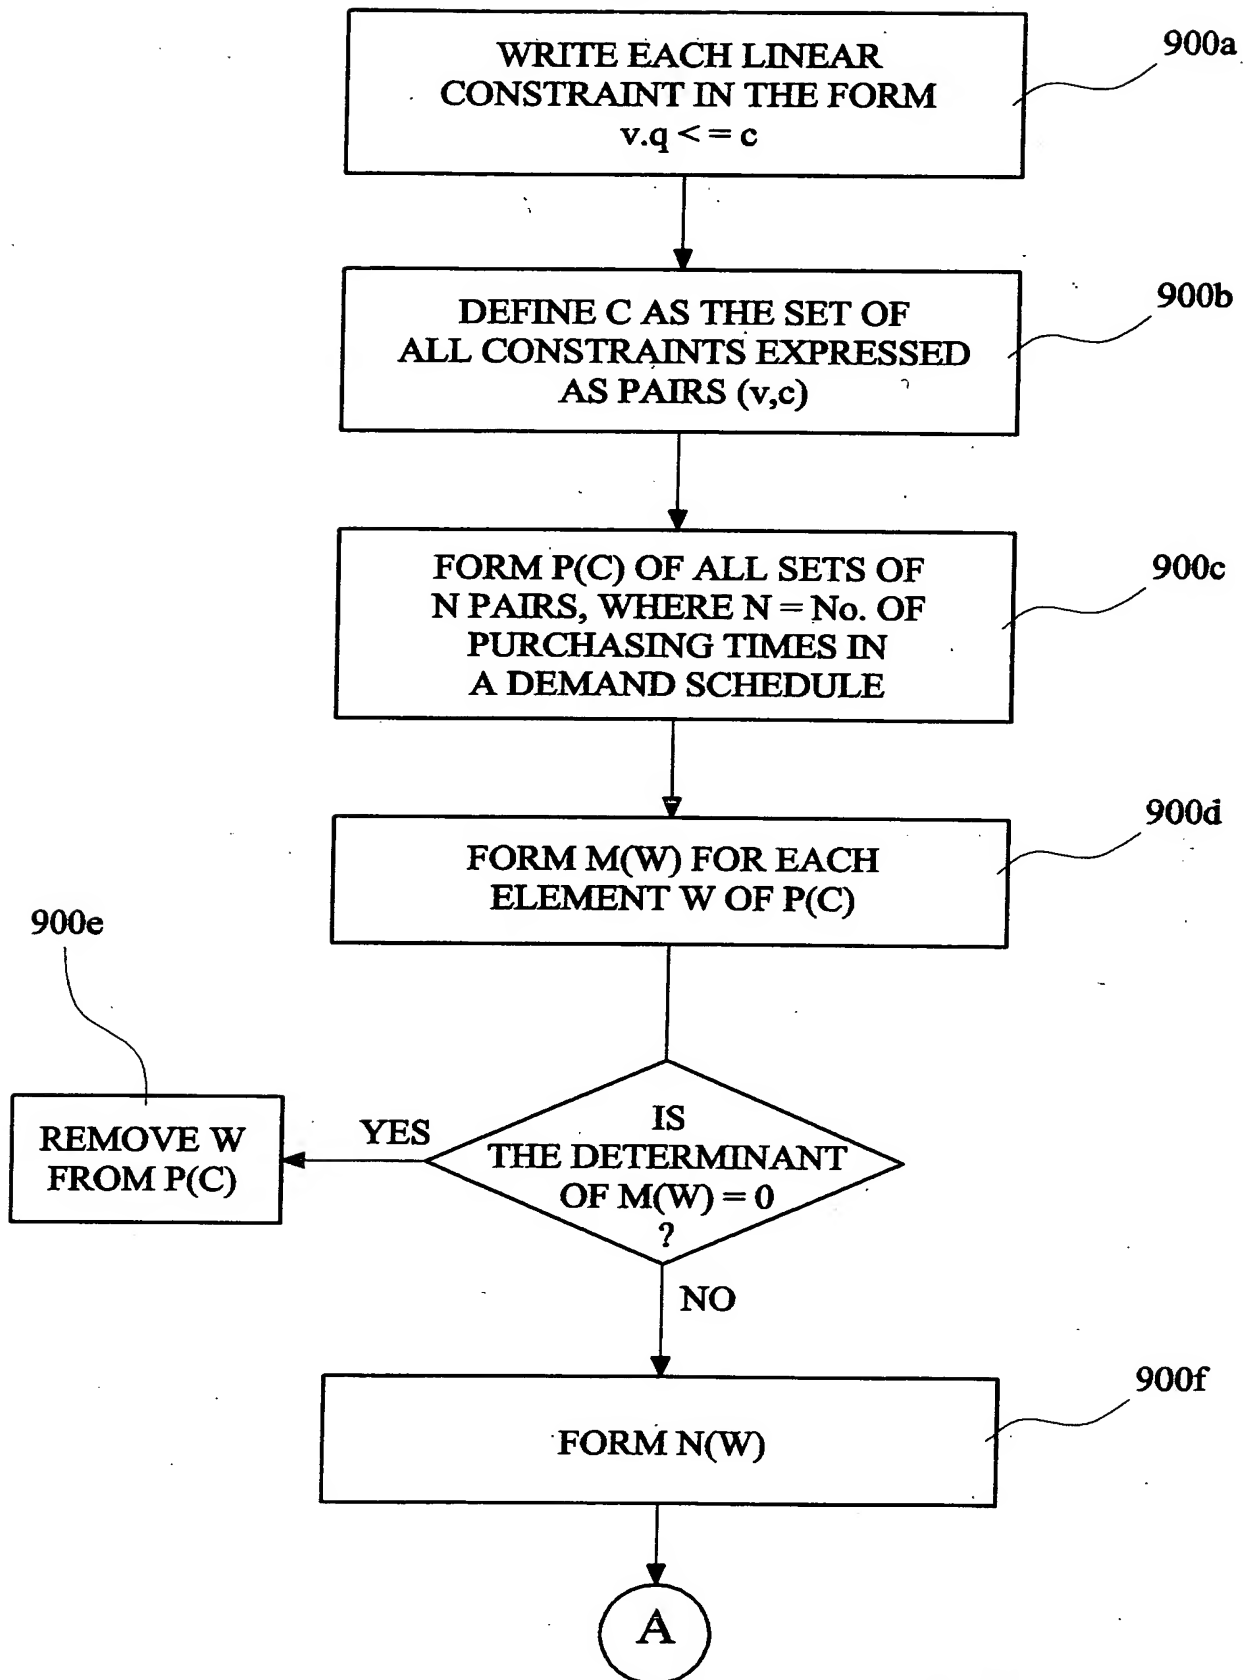 WRITE EACH LINEAR
CONSTRAINT IN THE FORM
v.q < = c
900a
DEFINE C AS THE SET OF
ALL CONSTRAINTS EXPRESSED
AS PAIRS (v,c)
900b
FORM P(C) OF ALL SETS OF
N PAIRS, WHERE N = No. OF
PURCHASING TIMES IN
A DEMAND SCHEDULE
900c
FORM M(W) FOR EACH
ELEMENT W OF P(C)
900d
900e
REMOVE W
FROM P(C)
YES
IS
THE DETERMINANT
OF M(W) = 0
?
NO
FORM N(W)
900f
A